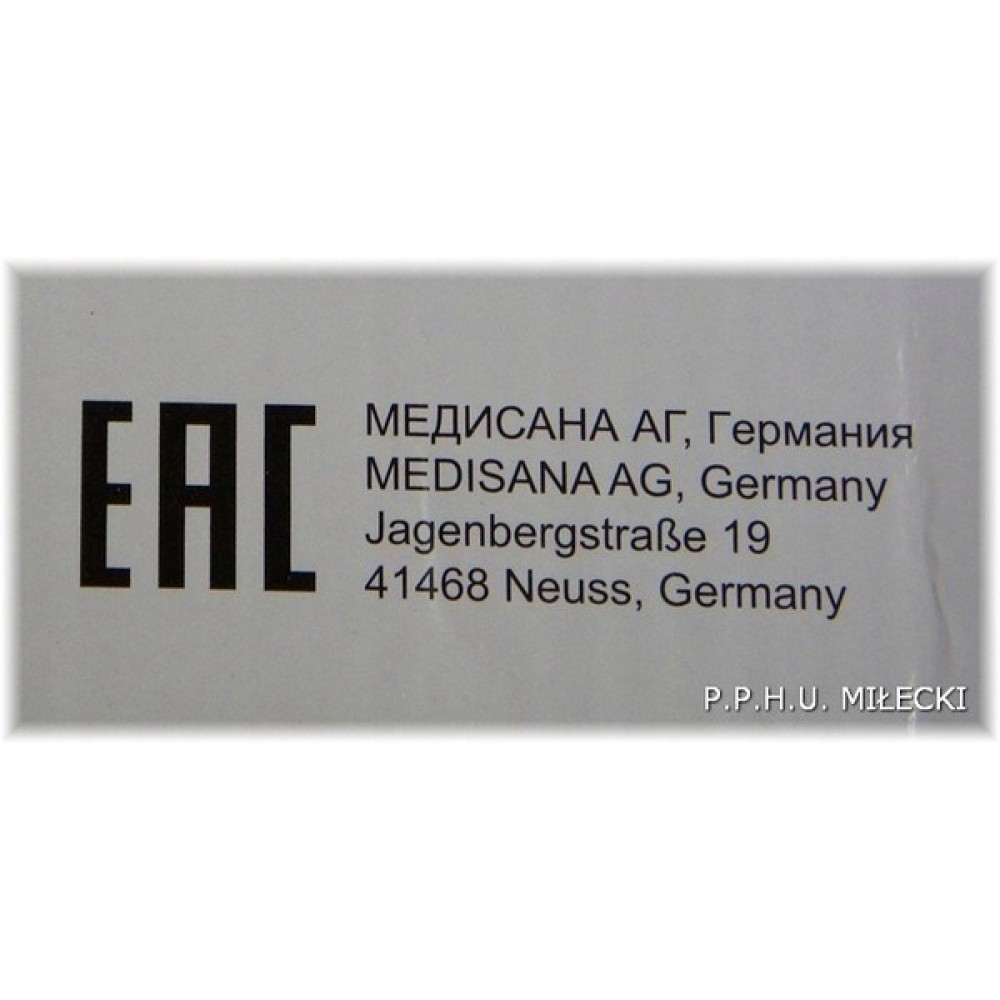 EAC
МЕДИСАНА АГ, Германия
MEDISANA AG, Germany
Jagenbergstraße 19
41468 Neuss, Germany
P.P.H.U. MIŁECKI